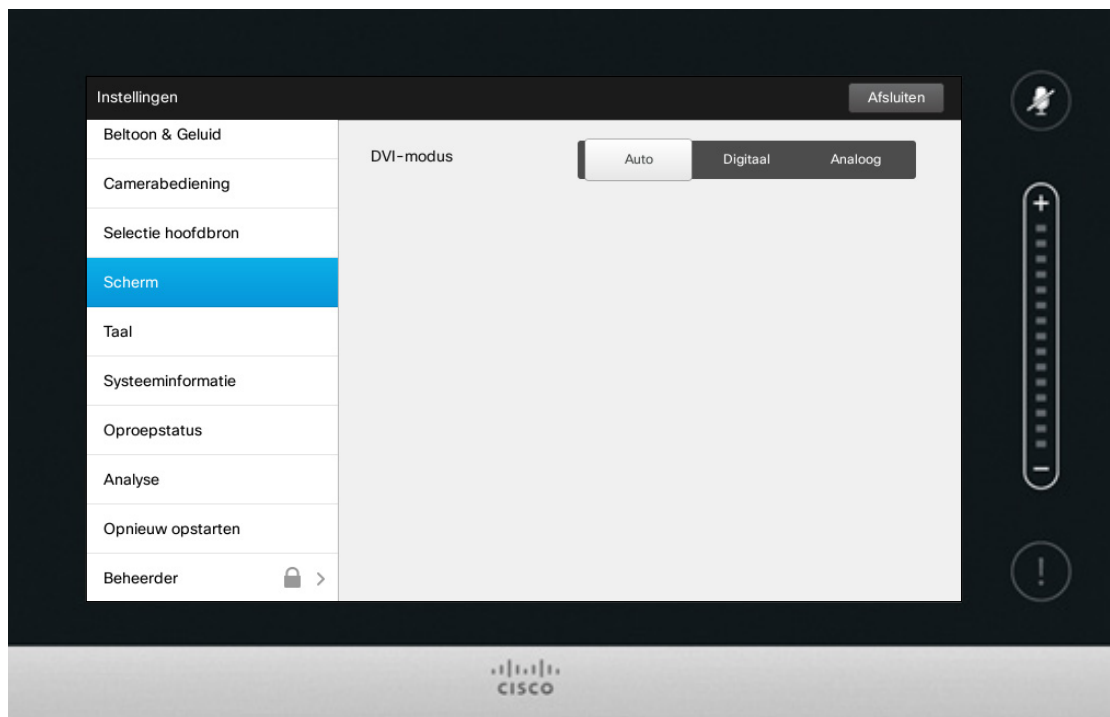 Instellingen
Afsluiten
Beltoon & Geluid
Camerabediening
Selectie hoofdbron
Scherm
Taal
Systeeminformatie
Oproepstatus
Analyse
Opnieuw opstarten
Beheerder
DVI-modus
Auto
Digitaal
Analoog
+
–
!
CISCO